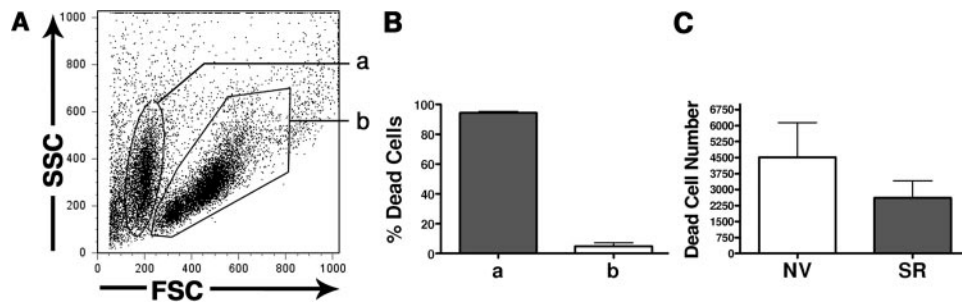 A
SSC
1000
800
600
400
200
0
0 200 400 600 800 1000
FSC
a
b
B
% Dead Cells
100
80
60
40
20
0
a b
C
Dead Cell Number
6750
6000
5250
4500
3750
3000
2250
1500
750
0
NV SR